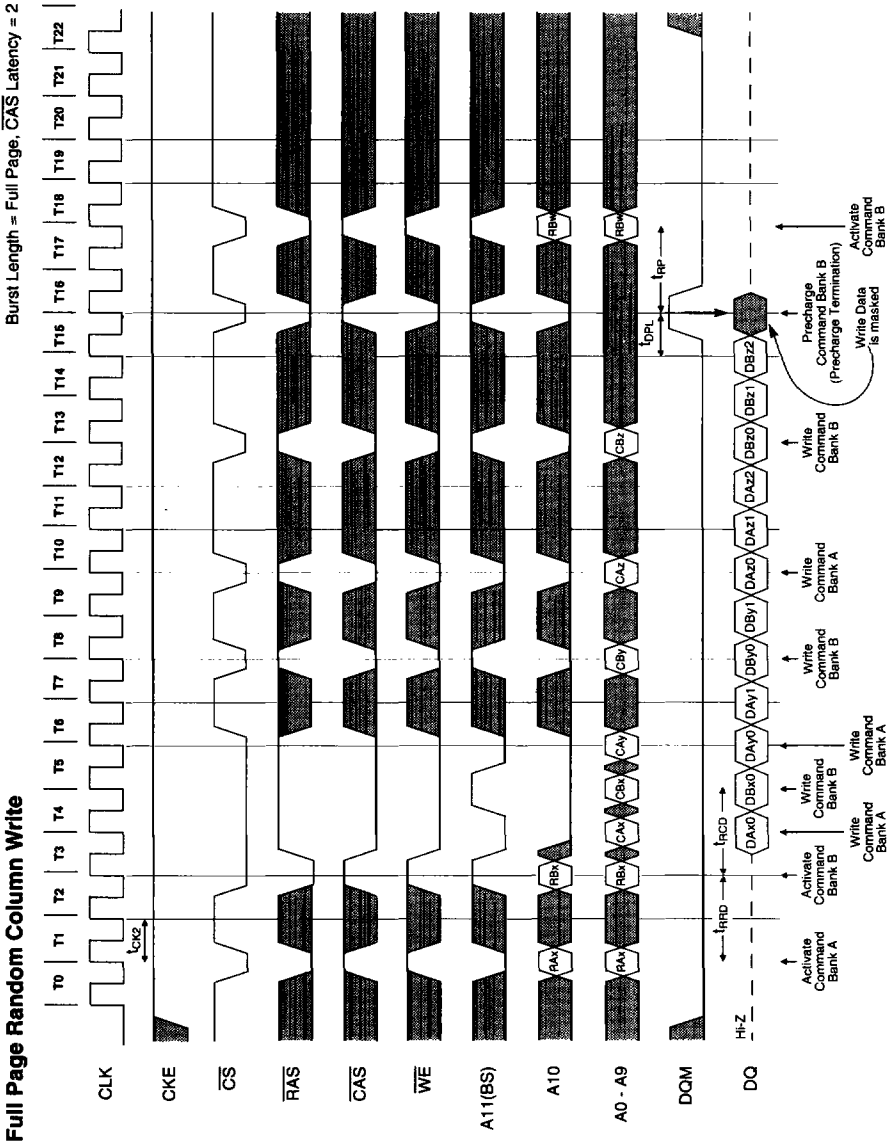 Full Page Random Column Write
Burst Length = Full Page, CAS Latency = 2
T0 T1 T2 T3 T4 T5 T6 T7 T8 T9 T10 T11 T12 T13 T14 T15 T16 T17 T18 T19 T20 T21 T22
CLK
tCK2
CKE
CS
RAS
CAS
WE
A11(BS)
A10
RAx RBx RBw
A0 - A9
RAx RBx CAx CBx CAy CBy CAz CBz RBw
tRRD tRCD tDPL tRP
DQM
DQ
Hi-Z
DAx0 DBx0 DAy0 DAy1 DBy0 DBy1 DAz0 DAz1 DAz2 DBz0 DBz1 DBz2
Activate
Command
Bank A
Activate
Command
Bank B
Write
Command
Bank A
Write
Command
Bank B
Write
Command
Bank A
Write
Command
Bank B
Write
Command
Bank A
Write
Command
Bank B
Precharge
Command Bank B
(Precharge Termination)
Write Data
is masked
Activate
Command
Bank B